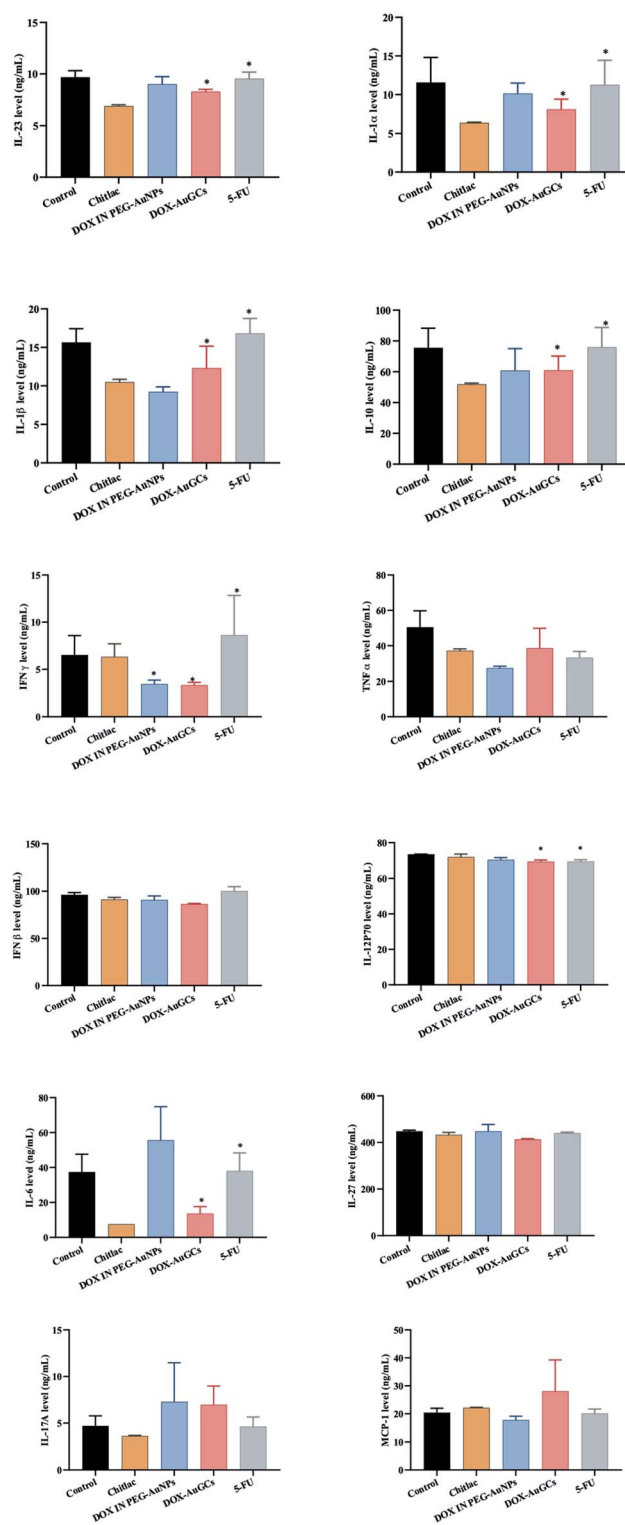 IL-23 level (ng/mL)
15
10
5
0
* *
Control Chitlac DOX IN PEG-AuNPs DOX-AuGCs 5-FU
IL-1α level (ng/mL)
20
15
10
5
0
* *
Control Chitlac DOX IN PEG-AuNPs DOX-AuGCs 5-FU
IL-1β level (ng/mL)
20
15
10
5
0
* *
Control Chitlac DOX IN PEG-AuNPs DOX-AuGCs 5-FU
IL-10 level (ng/mL)
100
80
60
40
20
0
* *
Control Chitlac DOX IN PEG-AuNPs DOX-AuGCs 5-FU
IFN γ level (ng/mL)
15
10
5
0
* * *
Control Chitlac DOX IN PEG-AuNPs DOX-AuGCs 5-FU
TNF α level (ng/mL)
80
60
40
20
0
Control Chitlac DOX IN PEG-AuNPs DOX-AuGCs 5-FU
IFN β level (ng/mL)
150
100
50
0
Control Chitlac DOX IN PEG-AuNPs DOX-AuGCs 5-FU
IL-12P70 level (ng/mL)
80
60
40
20
0
* *
Control Chitlac DOX IN PEG-AuNPs DOX-AuGCs 5-FU
IL-6 level (ng/mL)
80
60
40
20
0
* *
Control Chitlac DOX IN PEG-AuNPs DOX-AuGCs 5-FU
IL-27 level (ng/mL)
600
400
200
0
Control Chitlac DOX IN PEG-AuNPs DOX-AuGCs 5-FU
IL-17A level (ng/mL)
15
10
5
0
Control Chitlac DOX IN PEG-AuNPs DOX-AuGCs 5-FU
MCP-1 level (ng/mL)
50
40
30
20
10
0
Control Chitlac DOX IN PEG-AuNPs DOX-AuGCs 5-FU